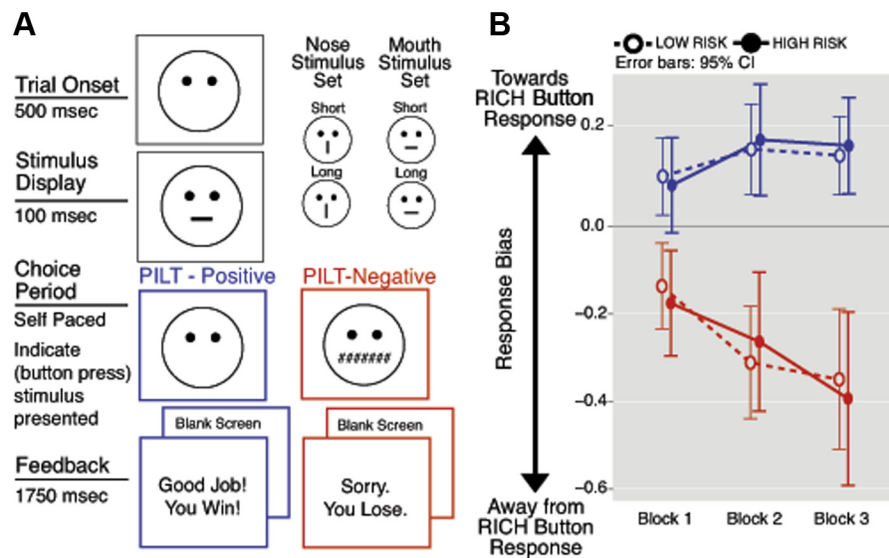 A
Trial Onset
500 msec
Stimulus
Display
100 msec
Choice
Period
Self Paced
Indicate
(button press)
stimulus
presented
Feedback
1750 msec
Nose
Stimulus
Set
Short
Long
Mouth
Stimulus
Set
Short
Long
PILT - Positive
PILT-Negative
#######
Blank Screen
Good Job!
You Win!
Blank Screen
Sorry.
You Lose.
B
LOW RISK
HIGH RISK
Error bars: 95% CI
Towards
RICH Button
Response
Response Bias
Away from
RICH Button
Response
0.2
0.0
-0.2
-0.4
-0.6
Block 1
Block 2
Block 3